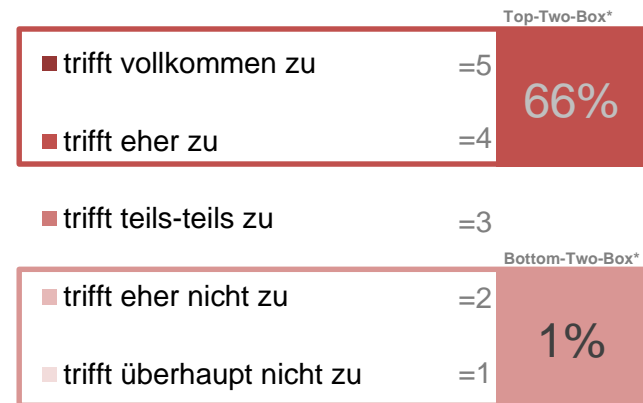 Top-Two-Box*
trifft vollkommen zu =5
66%
trifft eher zu =4
trifft teils-teils zu =3
Bottom-Two-Box*
trifft eher nicht zu =2
1%
trifft überhaupt nicht zu =1